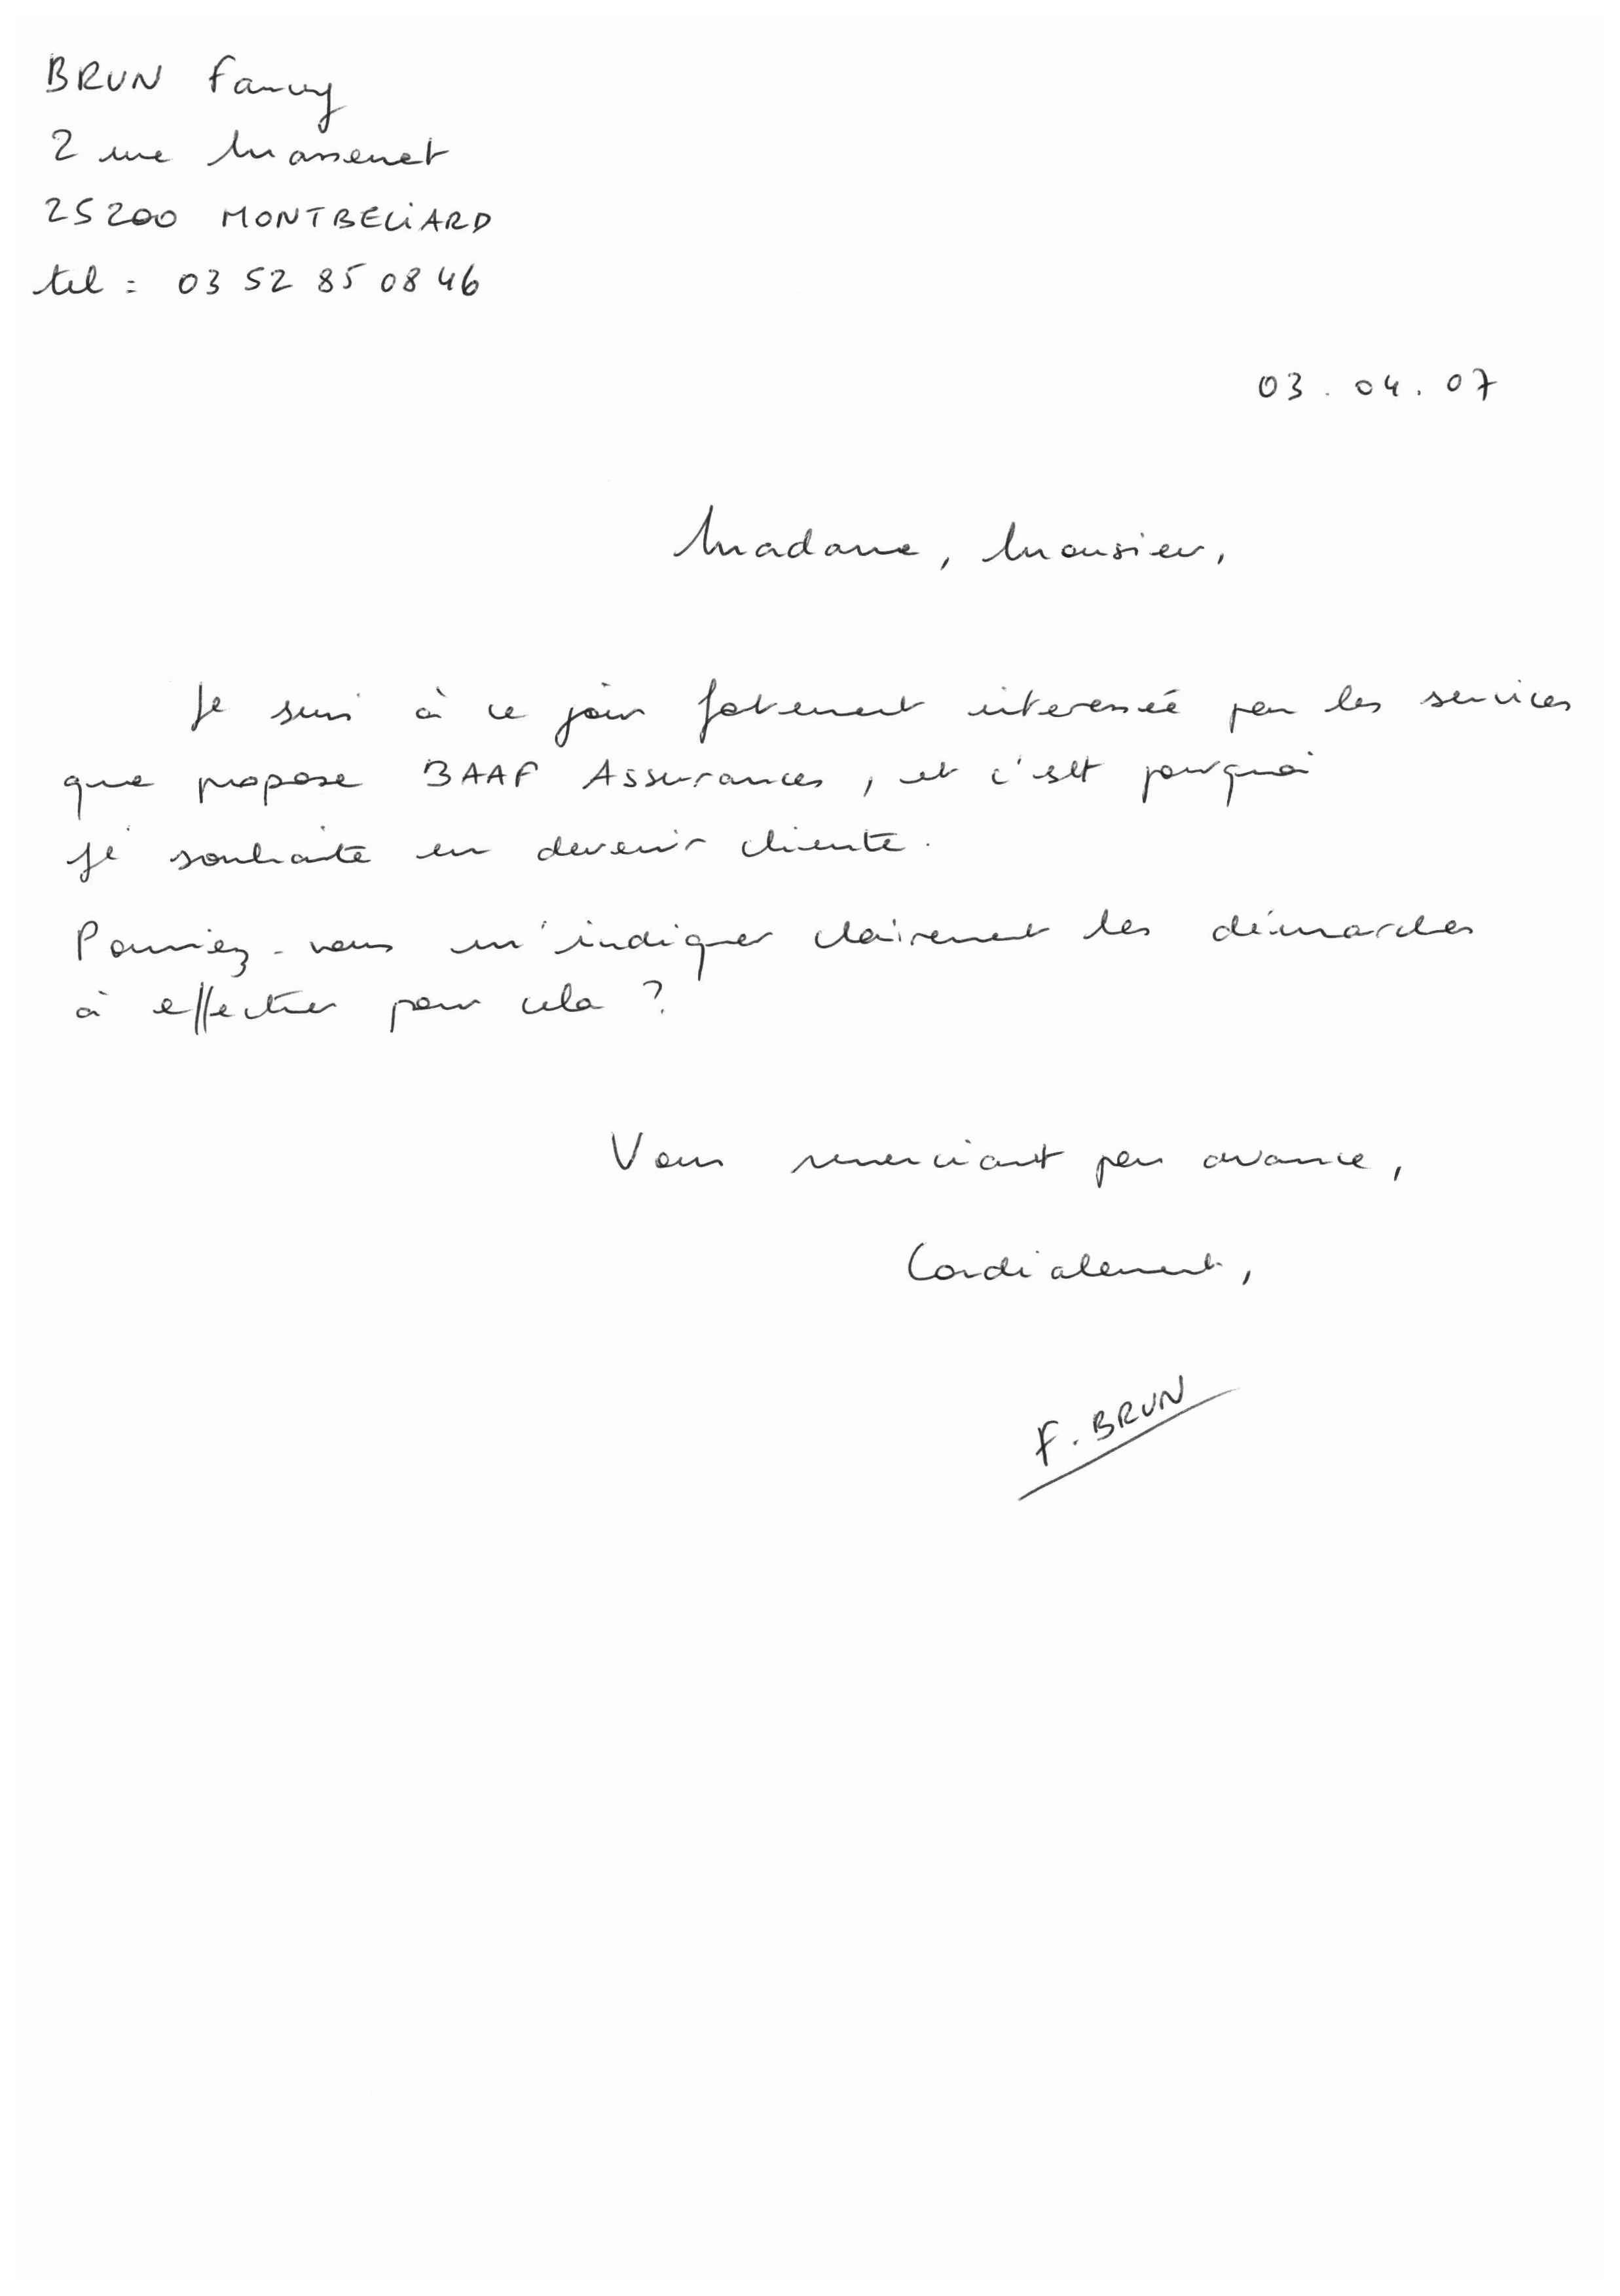 BRUN Fanny
2 rue Massenet
25200 MONTBELIARD
tel : 03 52 85 08 46
03.04.07
Madame, Monsieur,
Je suis à ce jour fortement interessée par les services
que propose BAAF Assurances, et c'est pourquoi
je souhaite en devenir cliente.
Pourriez-vous m'indiquer clairement les démarches
à effectuer pour cela ?
Vous remerciant par avance,
Cordialement,
F. BRUN